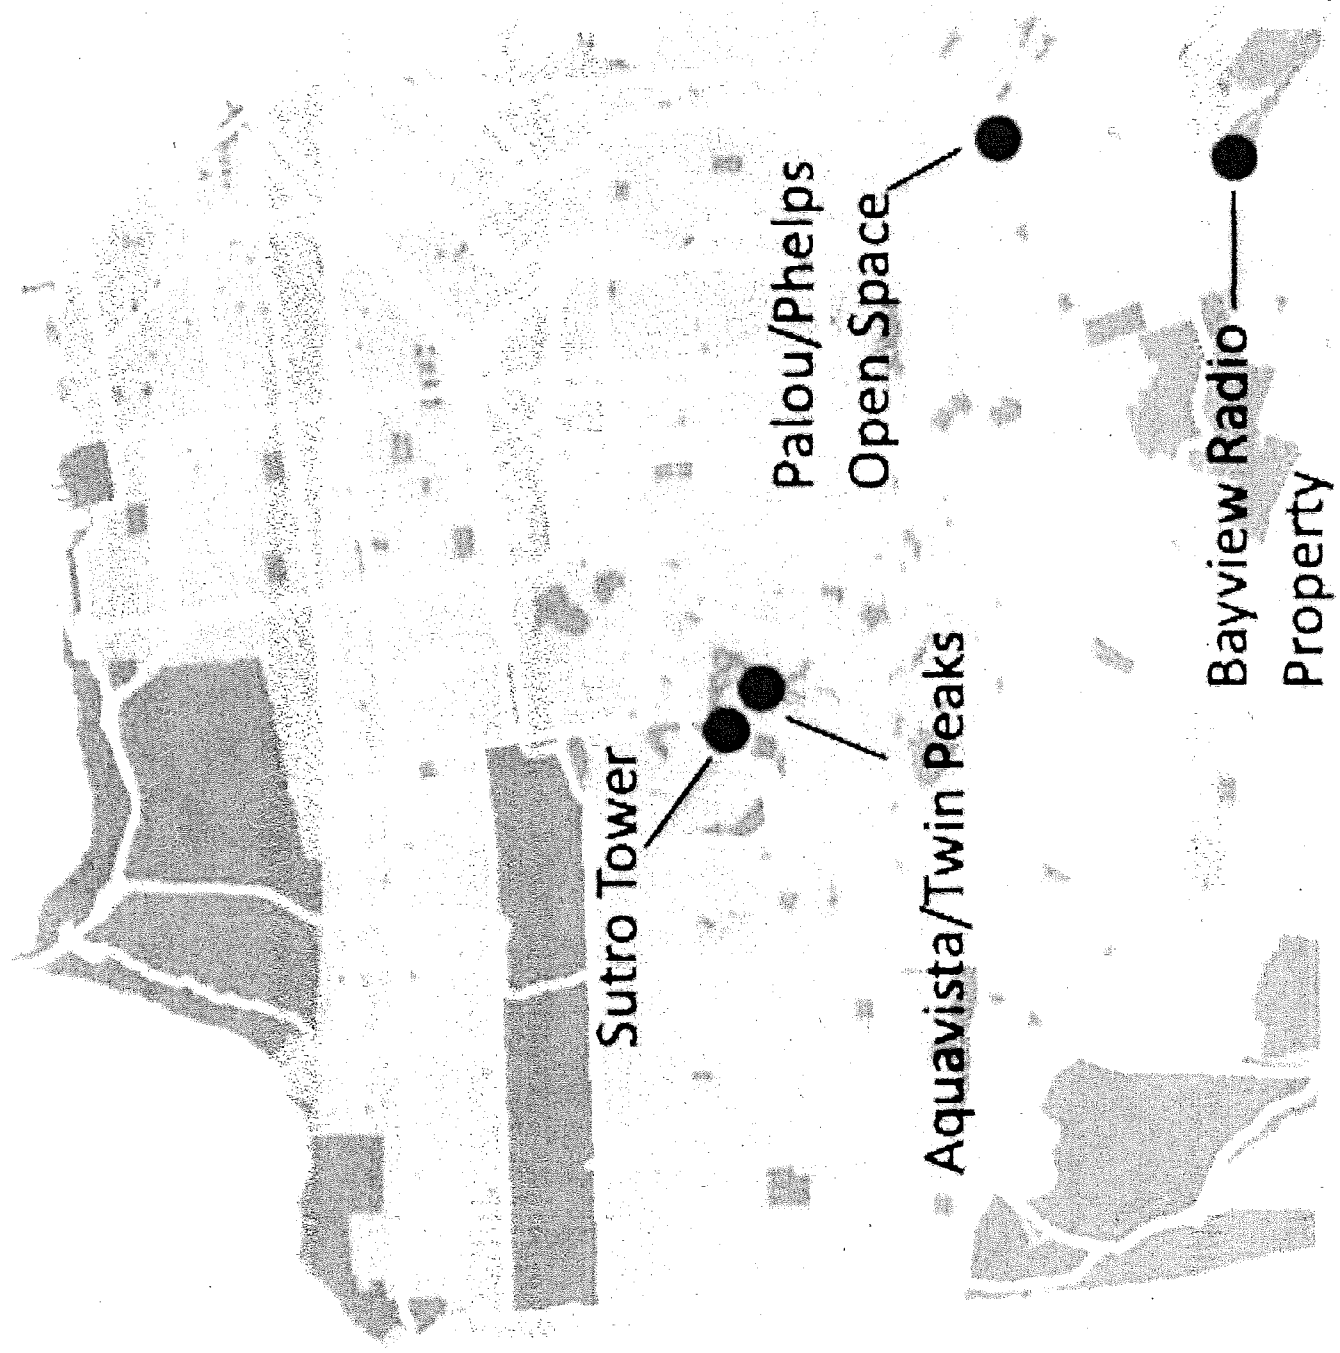 Sutro Tower
Aquavista/Twin Peaks
Palou/Phelps
Open Space
Bayview Radio
Property